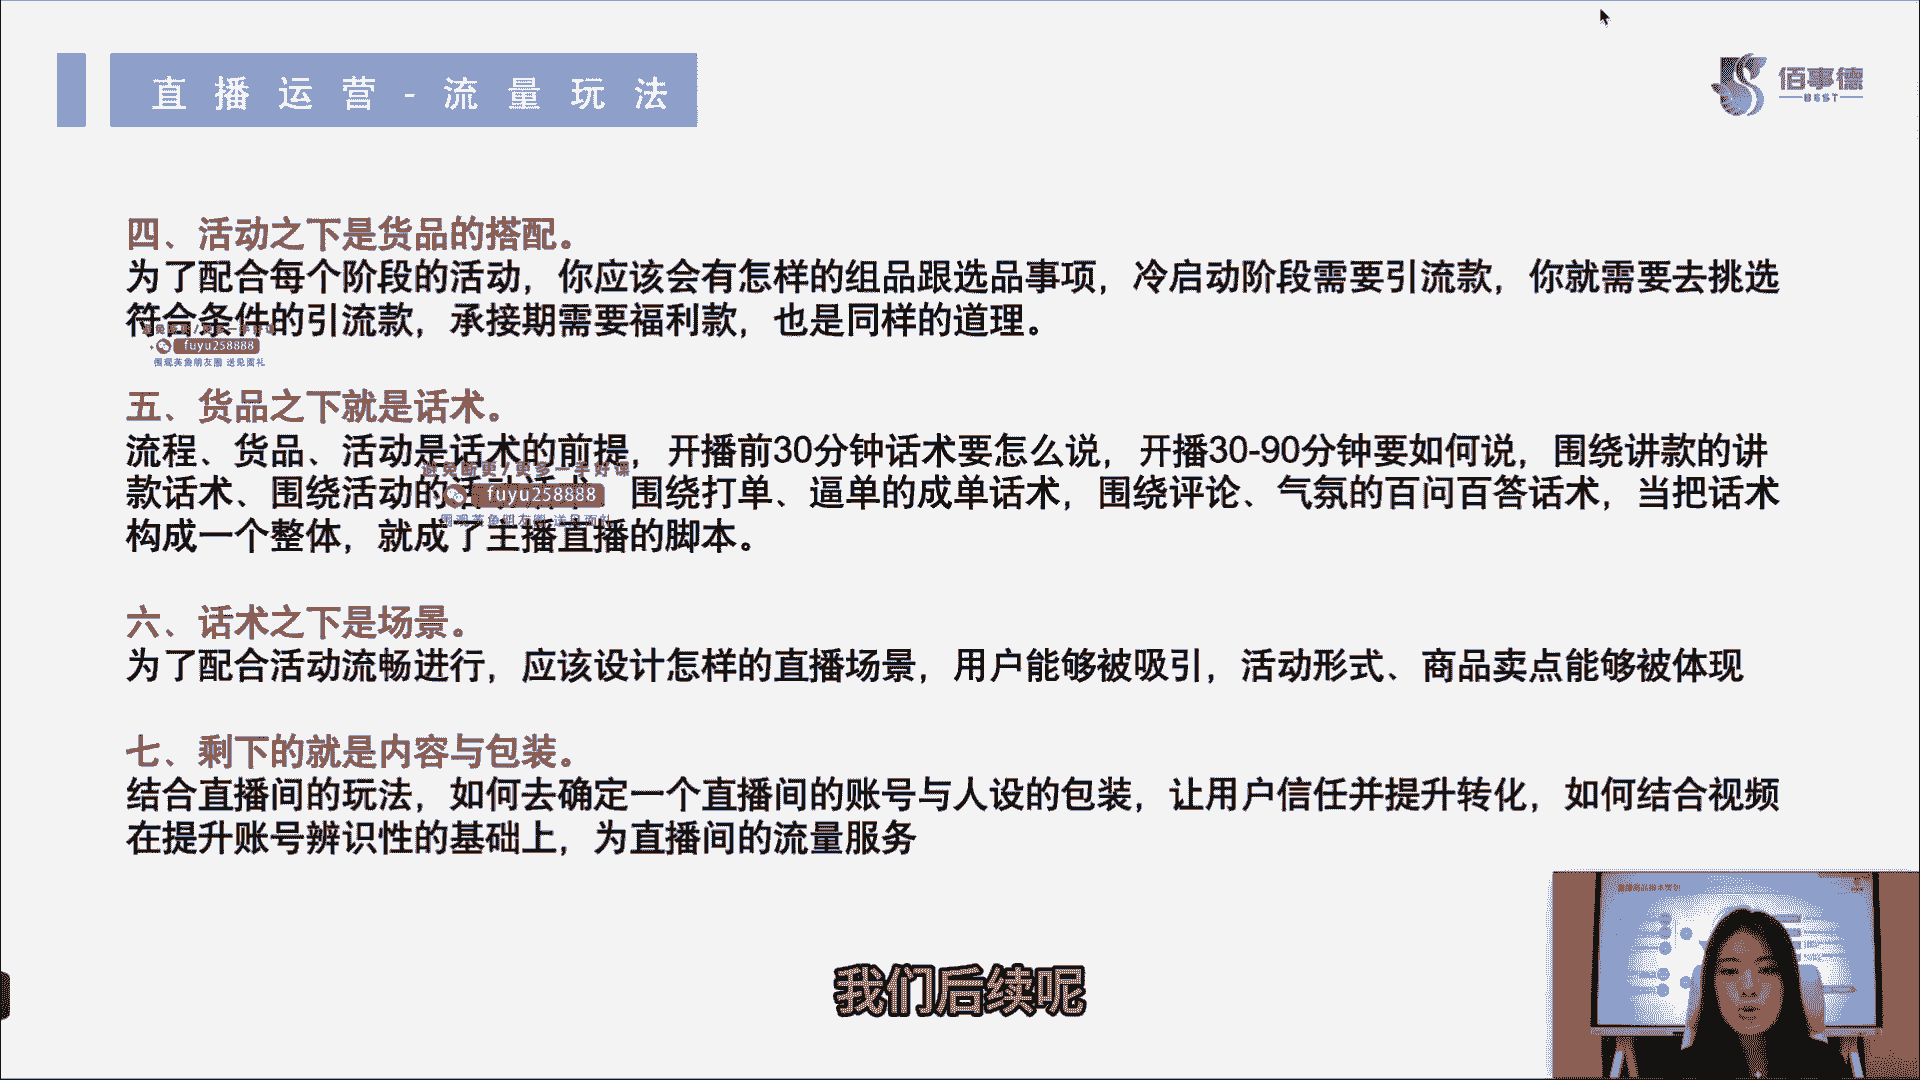 直播运营-流量玩法
佰事德
BEST
四、活动之下是货品的搭配。
为了配合每个阶段的活动，你应该会有怎样的组品跟选品事项，冷启动阶段需要引流款，你就需要去挑选
符合条件的引流款，承接期需要福利款，也是同样的道理。
fuyu258888
五、货品之下就是话术。
流程、货品、活动是话术的前提，开播前30分钟话术要怎么说，开播30-90分钟要如何说，围绕讲款的讲
避免断更/更多一手好课
款话术、围绕活动的 围绕打单、逼单的成单话术，围绕评论、气氛的百问百答话术，当把话术
fuyu258888
构成一个整体，就成了主播直播的脚本。
六、话术之下是场景。
为了配合活动流畅进行，应该设计怎样的直播场景，用户能够被吸引，活动形式、商品卖点能够被体现
七、剩下的就是内容与包装。
结合直播间的玩法，如何去确定一个直播间的账号与人设的包装，让用户信任并提升转化，如何结合视频
在提升账号辨识性的基础上，为直播间的流量服务
我们后续呢